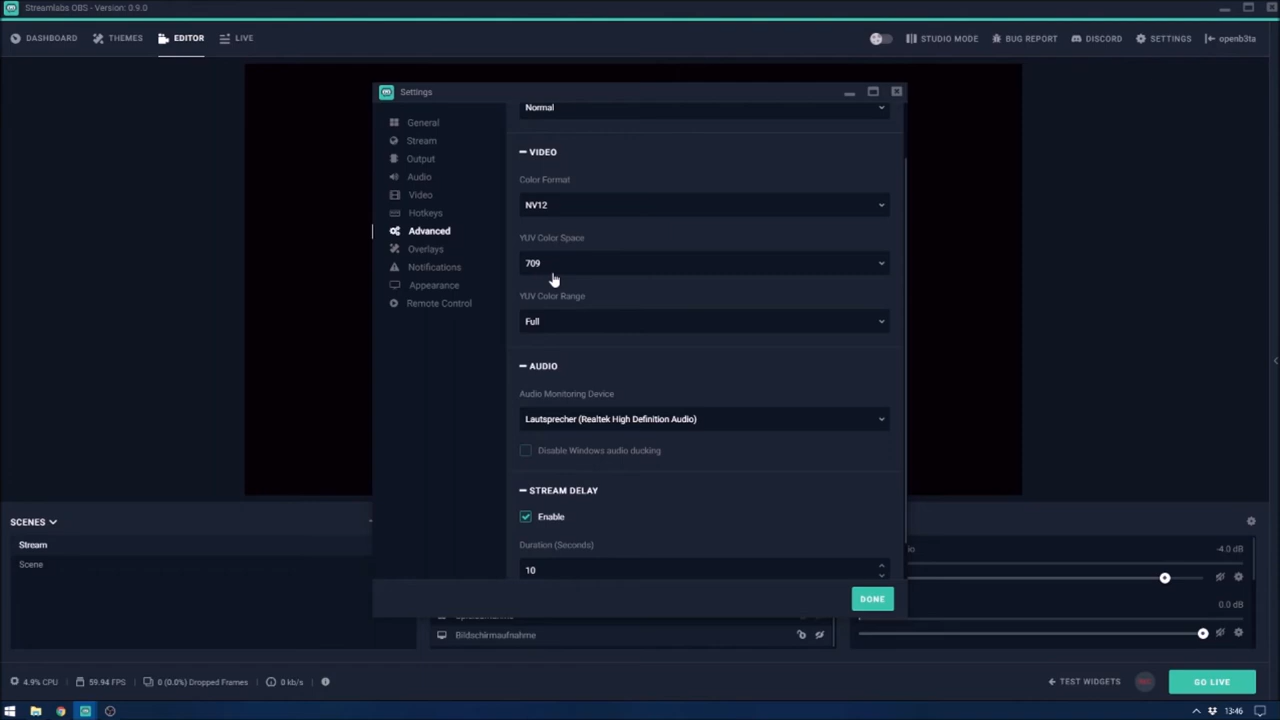 Streamlabs OBS - Version: 0.9.0
DASHBOARD THEMES EDITOR LIVE STUDIO MODE BUG REPORT DISCORD SETTINGS openb3ta
Settings
Normal
General
Stream
Output
Audio
Video
Hotkeys
Advanced
Overlays
Notifications
Appearance
Remote Control
VIDEO
Color Format
NV12
YUV Color Space
709
YUV Color Range
Full
AUDIO
Audio Monitoring Device
Lautsprecher (Realtek High Definition Audio)
Disable Windows audio ducking
STREAM DELAY
Enable
Duration (Seconds)
10
DONE
SCENES
Stream
Scene
Bildschirmaufnahme
io -4.0 dB
0.0 dB
4.9% CPU 59.94 FPS 0 (0.0%) Dropped Frames 0 kb/s TEST WIDGETS REC GO LIVE
13:46